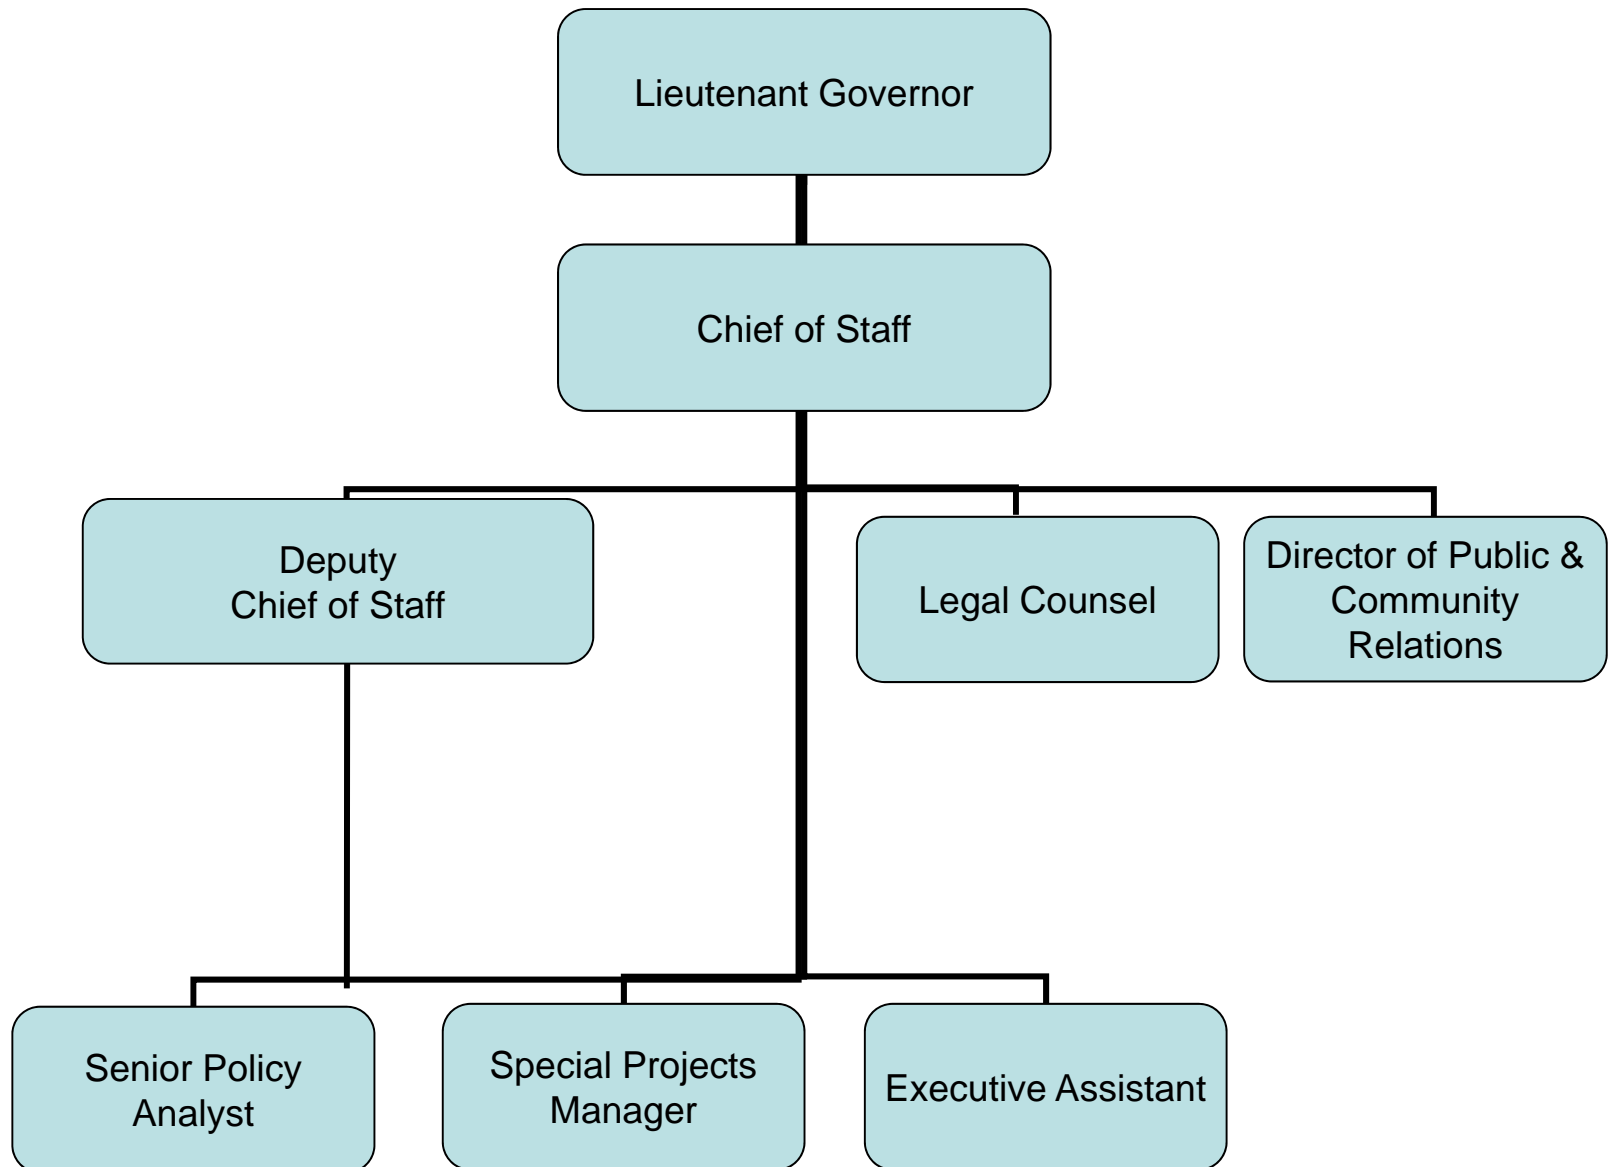 Lieutenant Governor
Chief of Staff
Deputy
Chief of Staff
Legal Counsel
Director of Public &
Community
Relations
Senior Policy
Analyst
Special Projects
Manager
Executive Assistant